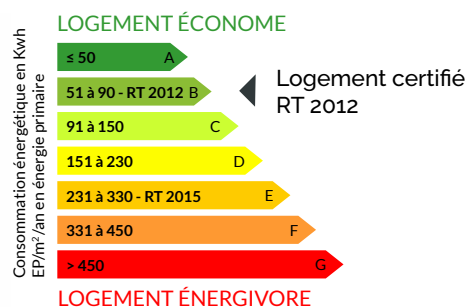 LOGEMENT ÉCONOME
Consommation énergétique en Kwh
EP/m²/an en énergie primaire
≤ 50 A
51 à 90 - RT 2012 B
Logement certifié
RT 2012
91 à 150 C
151 à 230 D
231 à 330 - RT 2015 E
331 à 450 F
> 450 G
LOGEMENT ÉNERGIVORE